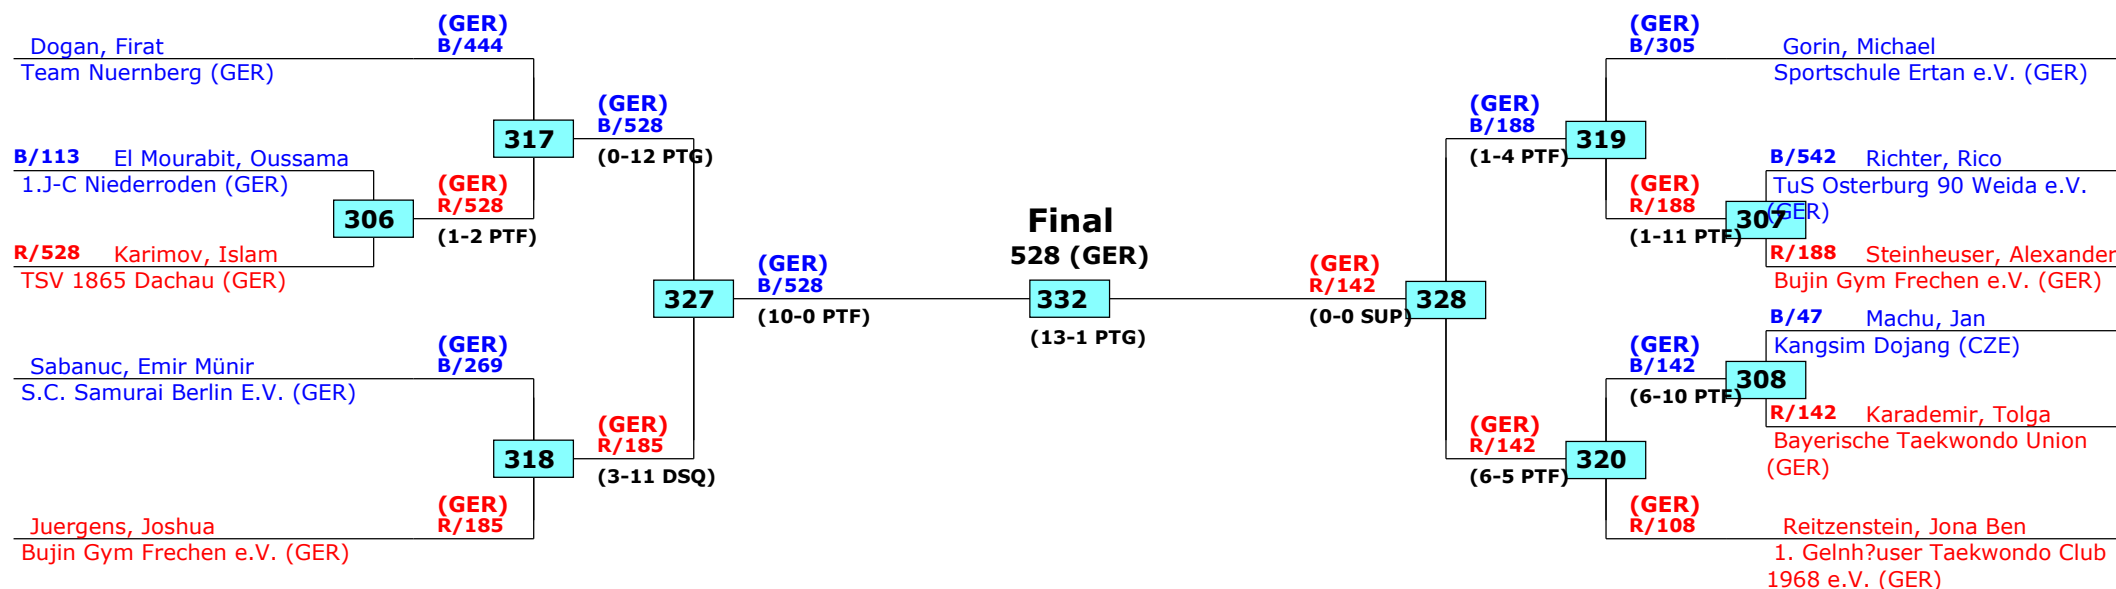 (GER)
B/444
Dogan, Firat
Team Nuernberg (GER)
317
(GER)
B/528
(0-12 PTG)
B/113 El Mourabit, Oussama
1.J-C Niederroden (GER)
306
(GER)
R/528
(1-2 PTF)
R/528 Karimov, Islam
TSV 1865 Dachau (GER)
327
(GER)
B/528
(10-0 PTF)
(GER)
B/269
Sabanuc, Emir Münir
S.C. Samurai Berlin E.V. (GER)
318
(GER)
R/185
(3-11 DSQ)
(GER)
R/185
Juergens, Joshua
Bujin Gym Frechen e.V. (GER)
Final
528 (GER)
332
(13-1 PTG)
(GER)
R/142
(0-0 SUP)
328
(GER)
B/188
(1-4 PTF)
319
(GER)
B/305
Gorin, Michael
Sportschule Ertan e.V. (GER)
(GER)
R/188
(1-11 PTF)
307
B/542 Richter, Rico
TuS Osterburg 90 Weida e.V.
(GER)
R/188 Steinheuser, Alexander
Bujin Gym Frechen e.V. (GER)
(GER)
R/142
(6-5 PTF)
320
(GER)
B/142
(6-10 PTF)
308
B/47 Machu, Jan
Kangsim Dojang (CZE)
R/142 Karademir, Tolga
Bayerische Taekwondo Union
(GER)
(GER)
R/108
Reitzenstein, Jona Ben
1. Gelnh?user Taekwondo Club
1968 e.V. (GER)